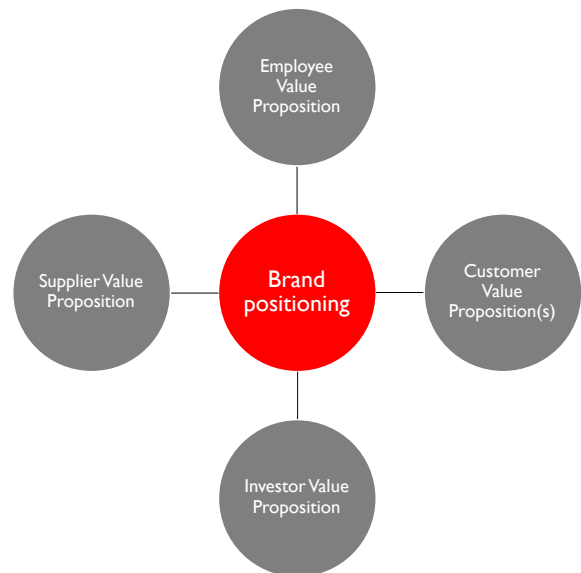 Employee
Value
Proposition
Supplier Value
Proposition
Brand
positioning
Customer
Value
Proposition(s)
Investor Value
Proposition